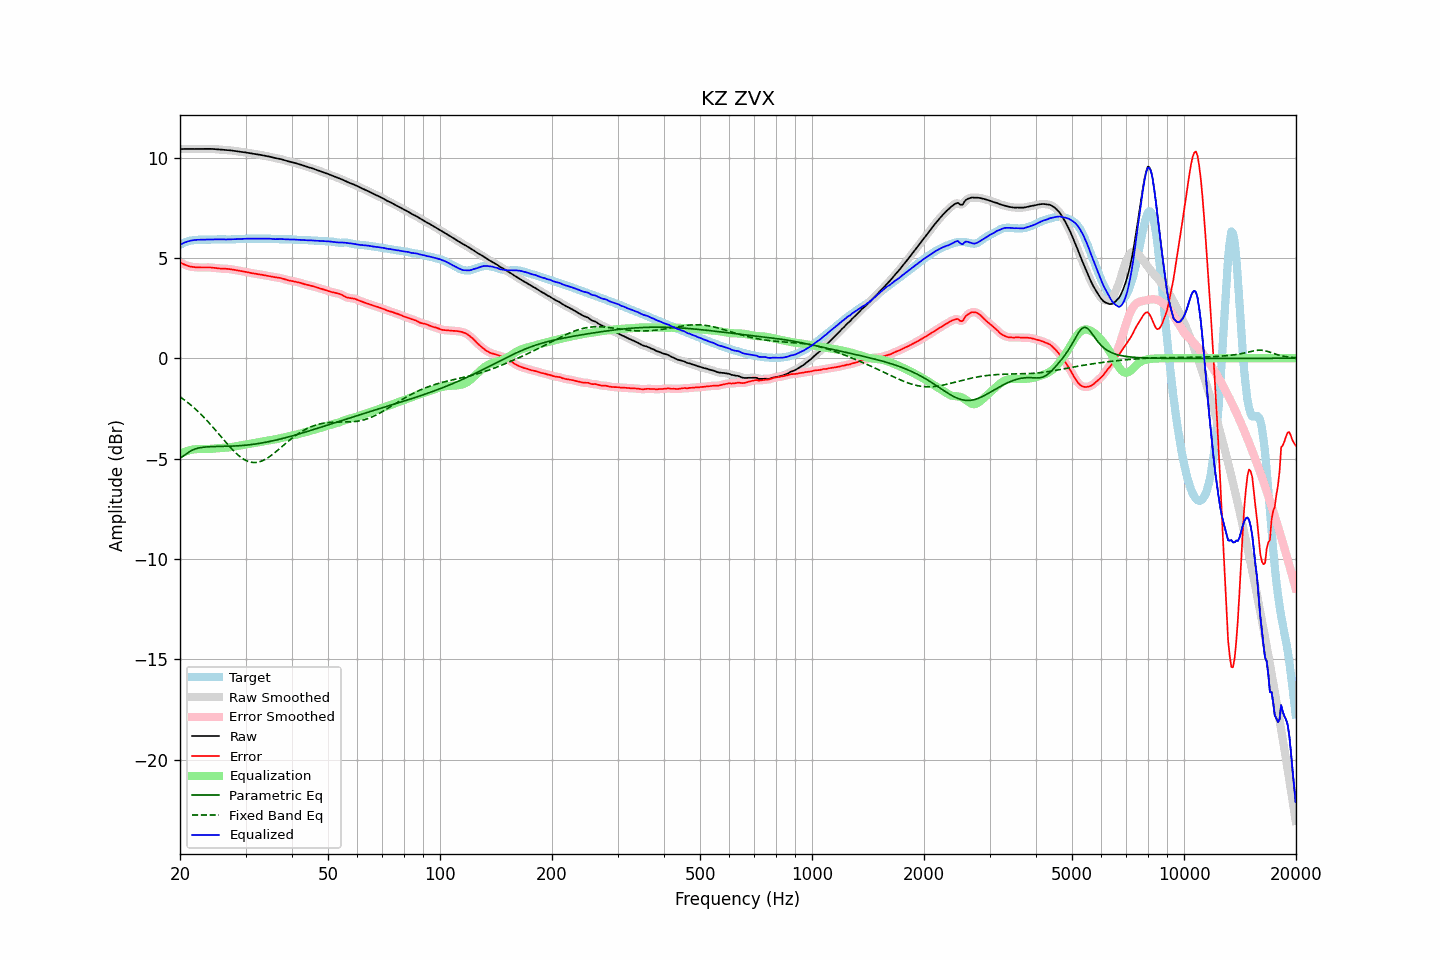 KZ ZVX
Amplitude (dBr)
10
5
0
−5
−10
−15
−20
Target
Raw Smoothed
Error Smoothed
Raw
Error
Equalization
Parametric Eq
Fixed Band Eq
Equalized
20 50 100 200 500 1000 2000 5000 10000 20000
Frequency (Hz)